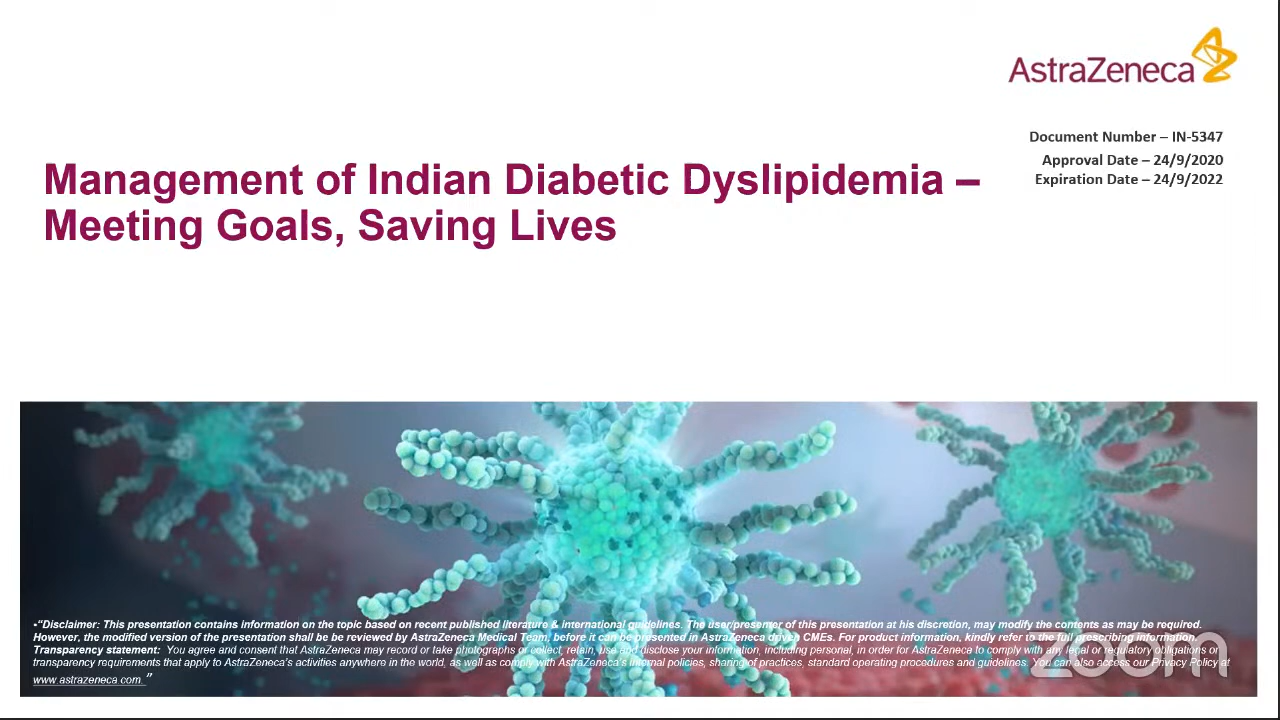 AstraZeneca
Document Number – IN-5347
Approval Date – 24/9/2020
Expiration Date – 24/9/2022
Management of Indian Diabetic Dyslipidemia –
Meeting Goals, Saving Lives
•"Disclaimer: This presentation contains information on the topic based on recent published literature & international guidelines. The user/presenter of this presentation at his discretion, may modify the contents as may be required.
However, the modified version of the presentation shall be be reviewed by AstraZeneca Medical Team, before it can be presented in AstraZeneca driven CMEs. For product information, kindly refer to the full prescribing information.
Transparency statement: You agree and consent that AstraZeneca may record or take photographs or collect, retain, use and disclose your information, including personal, in order for AstraZeneca to comply with any legal or regulatory obligations or
transparency requirements that apply to AstraZeneca's activities anywhere in the world, as well as comply with AstraZeneca's internal policies, sharing of practices, standard operating procedures and guidelines. You can also access our Privacy Policy at
www.astrazeneca.com."
zoom